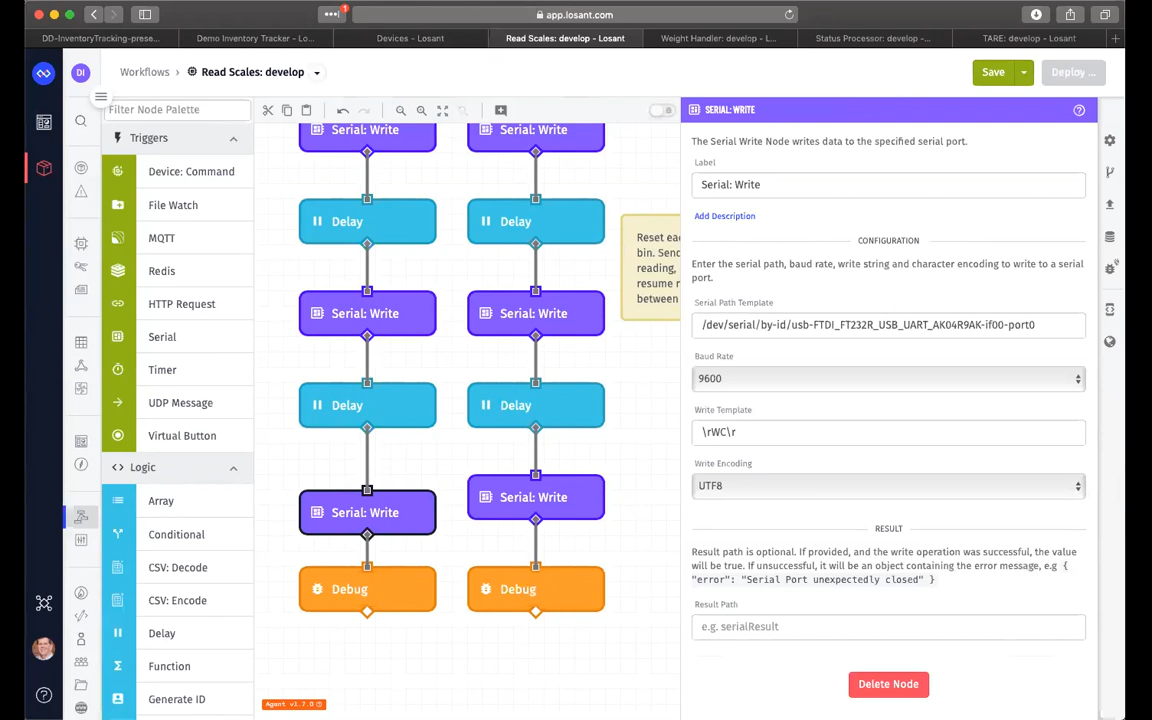 •••
1
app.losant.com
DD-InventoryTracking-prese...
Demo Inventory Tracker - Lo...
Devices - Losant
Read Scales: develop - Losant
Weight Handler: develop - L...
Status Processor: develop -...
TARE: develop - Losant
DI
Workflows
Read Scales: develop
Save
Deploy ...
Filter Node Palette
Triggers
Device: Command
File Watch
MQTT
Redis
HTTP Request
Serial
Timer
UDP Message
Virtual Button
Logic
Array
Conditional
CSV: Decode
CSV: Encode
Delay
Function
Generate ID
Serial: Write
Serial: Write
Delay
Delay
Serial: Write
Serial: Write
Delay
Delay
Serial: Write
Serial: Write
Debug
Debug
Reset eac
bin. Send
reading,
resume r
between
Agent v1.7.0
SERIAL: WRITE
The Serial Write Node writes data to the specified serial port.
Label
Serial: Write
Add Description
CONFIGURATION
Enter the serial path, baud rate, write string and character encoding to write to a serial
port.
Serial Path Template
/dev/serial/by-id/usb-FTDI_FT232R_USB_UART_AK04R9AK-if00-port0
Baud Rate
9600
Write Template
\rWC\r
Write Encoding
UTF8
RESULT
Result path is optional. If provided, and the write operation was successful, the value
will be true. If unsuccessful, it will be an object containing the error message, e.g {
"error": "Serial Port unexpectedly closed" }
Result Path
e.g. serialResult
Delete Node